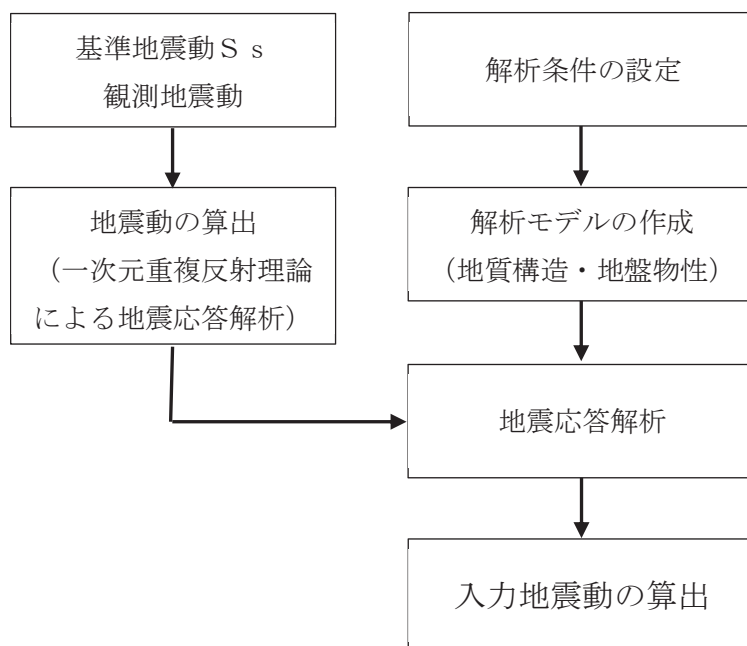 基準地震動Ｓｓ
観測地震動
地震動の算出
（一次元重複反射理論
による地震応答解析）
解析条件の設定
解析モデルの作成
（地質構造・地盤物性）
地震応答解析
入力地震動の算出